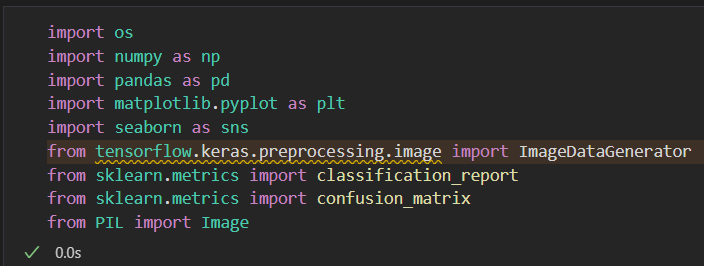 import os
import numpy as np
import pandas as pd
import matplotlib.pyplot as plt
import seaborn as sns
from tensorflow.keras.preprocessing.image import ImageDataGenerator
from sklearn.metrics import classification_report
from sklearn.metrics import confusion_matrix
from PIL import Image
0.0s